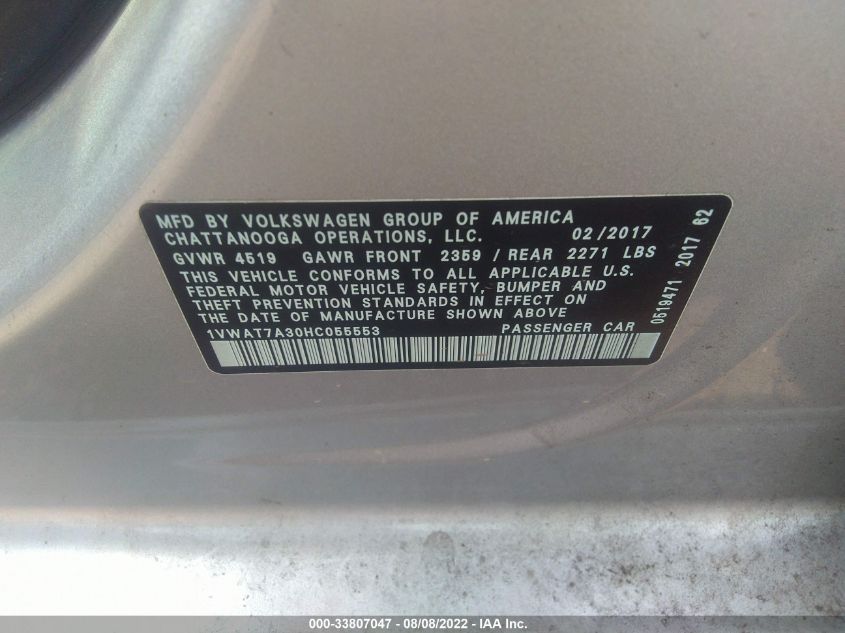 MFD BY VOLKSWAGEN GROUP OF AMERICA
CHATTANOOGA OPERATIONS, LLC. 02/2017
GVWR 4519 GAWR FRONT 2359 / REAR 2271 LBS
THIS VEHICLE CONFORMS TO ALL APPLICABLE U.S.
FEDERAL MOTOR VEHICLE SAFETY, BUMPER AND
THEFT PREVENTION STANDARDS IN EFFECT ON
THE DATE OF MANUFACTURE SHOWN ABOVE
1VWAT7A30HC055553 PASSENGER CAR
0519471 2017 62
000-33807047 - 08/08/2022 - IAA Inc.